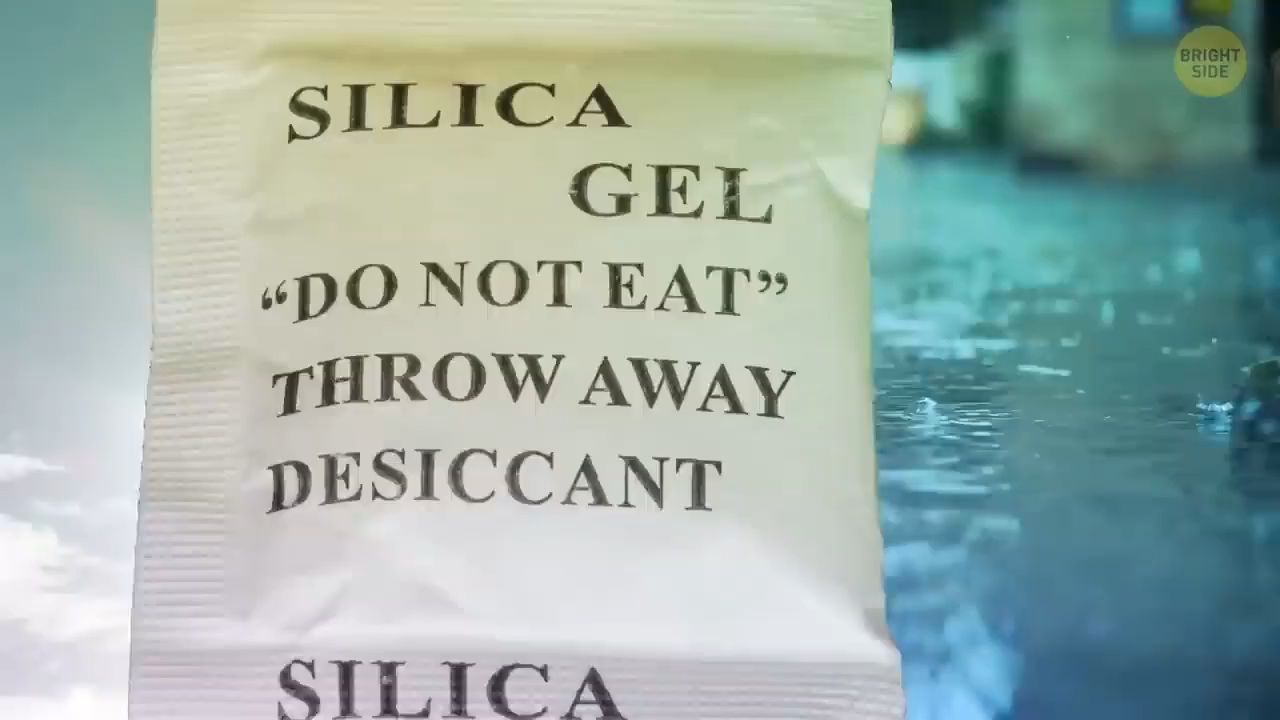 BRIGHT
SIDE
SILICA
GEL
“DO NOT EAT”
THROW AWAY
DESICCANT
SILICA